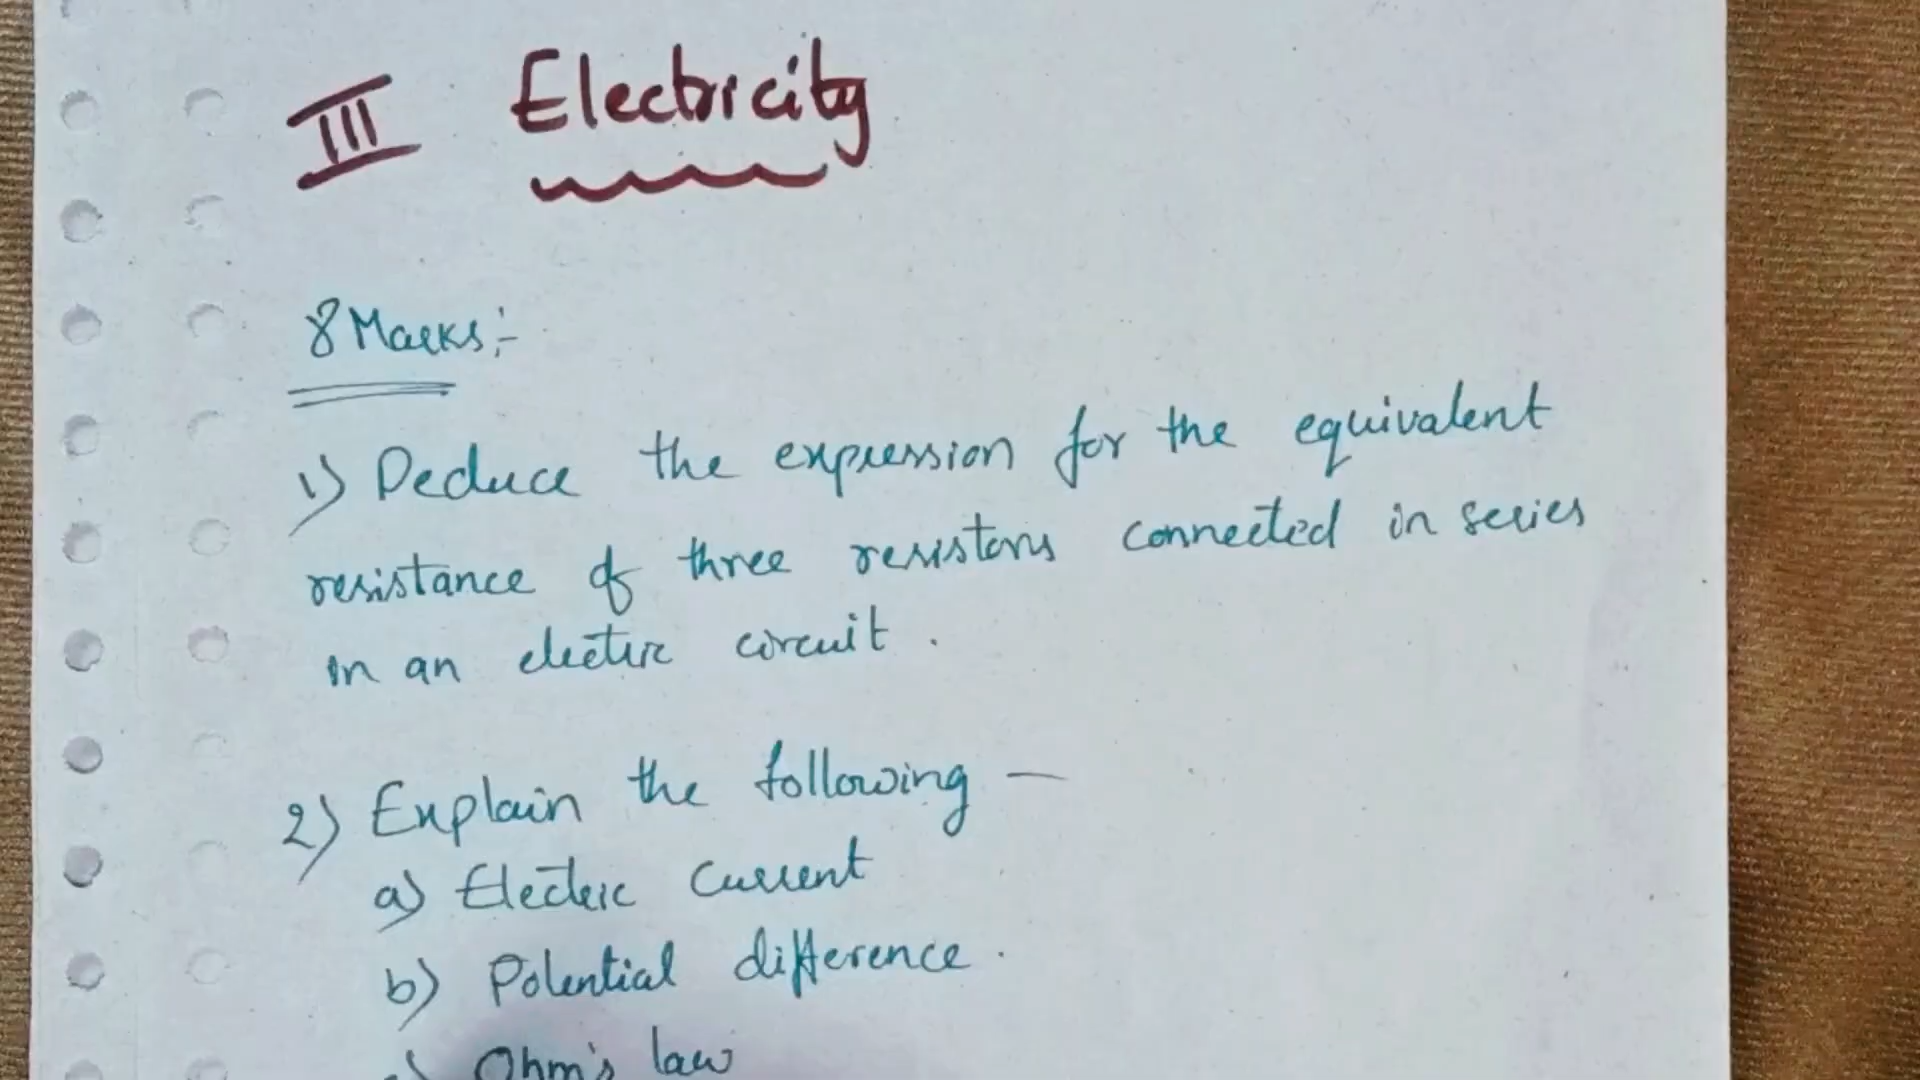 III Electricity
8 Marks:-
1) Deduce the expression for the equivalent
resistance of three resistors connected in series
in an electric circuit.
2) Explain the following —
a) Electric Current
b) Potential difference.
c) Ohm's law